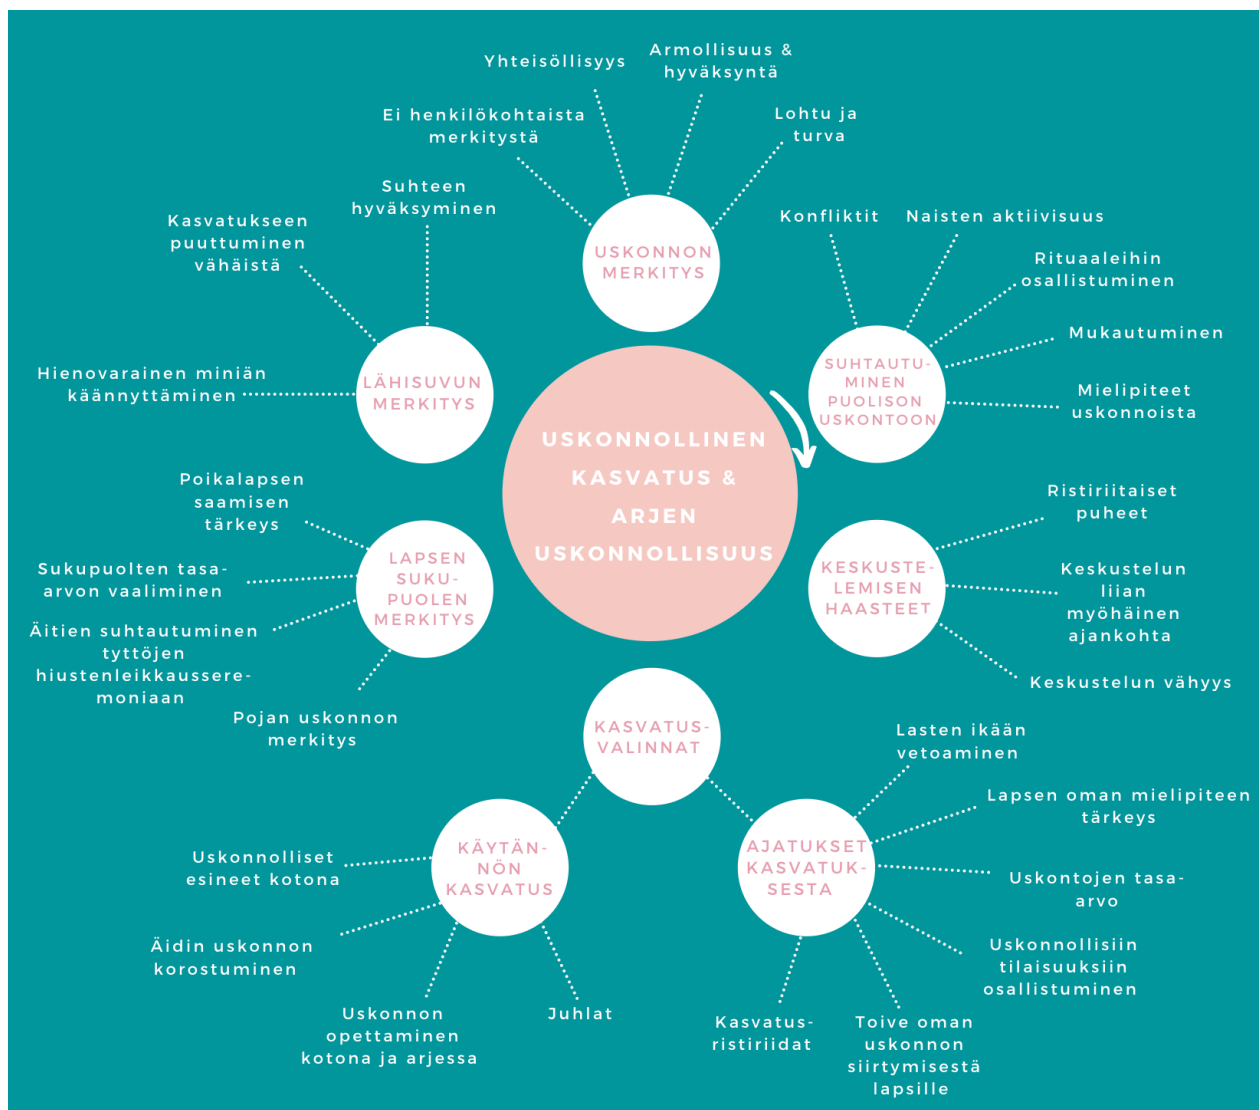 USKONNOLLINEN
KASVATUS &
ARJEN
USKONNOLLISUUS
USKONNON
MERKITYS
Ei henkilökohtaista
merkitystä
Yhteisöllisyys
Armollisuus &
hyväksyntä
Lohtu ja
turva
SUHTAUTU-
MINEN
PUOLISON
USKONTOON
Konfliktit
Naisten aktiivisuus
Rituaaleihin
osallistuminen
Mukautuminen
Mielipiteet
uskonnoista
KESKUSTE-
LEMISEN
HAASTEET
Ristiriitaiset
puheet
Keskustelun
liian
myöhäinen
ajankohta
Keskustelun vähyys
KASVATUS-
VALINNAT
AJATUKSET
KASVATUK-
SESTA
Lasten ikään
vetoaminen
Lapsen oman mielipiteen
tärkeys
Uskontojen tasa-
arvo
Uskonnollisiin
tilaisuuksiin
osallistuminen
Toive oman
uskonnon
siirtymisestä
lapsille
Kasvatus-
ristiriidat
KÄYTÄN-
NÖN
KASVATUS
Juhlat
Uskonnon
opettaminen
kotona ja arjessa
Äidin uskonnon
korostuminen
Uskonnolliset
esineet kotona
LAPSEN
SUKU-
PUOLEN
MERKITYS
Pojan uskonnon
merkitys
Äitien suhtautuminen
tyttöjen
hiustenleikkaussere-
moniaan
Sukupuolten tasa-
arvon vaaliminen
Poikalapsen
saamisen
tärkeys
LÄHISUVUN
MERKITYS
Hienovarainen miniän
käännyttäminen
Kasvatukseen
puuttuminen
vähäistä
Suhteen
hyväksyminen